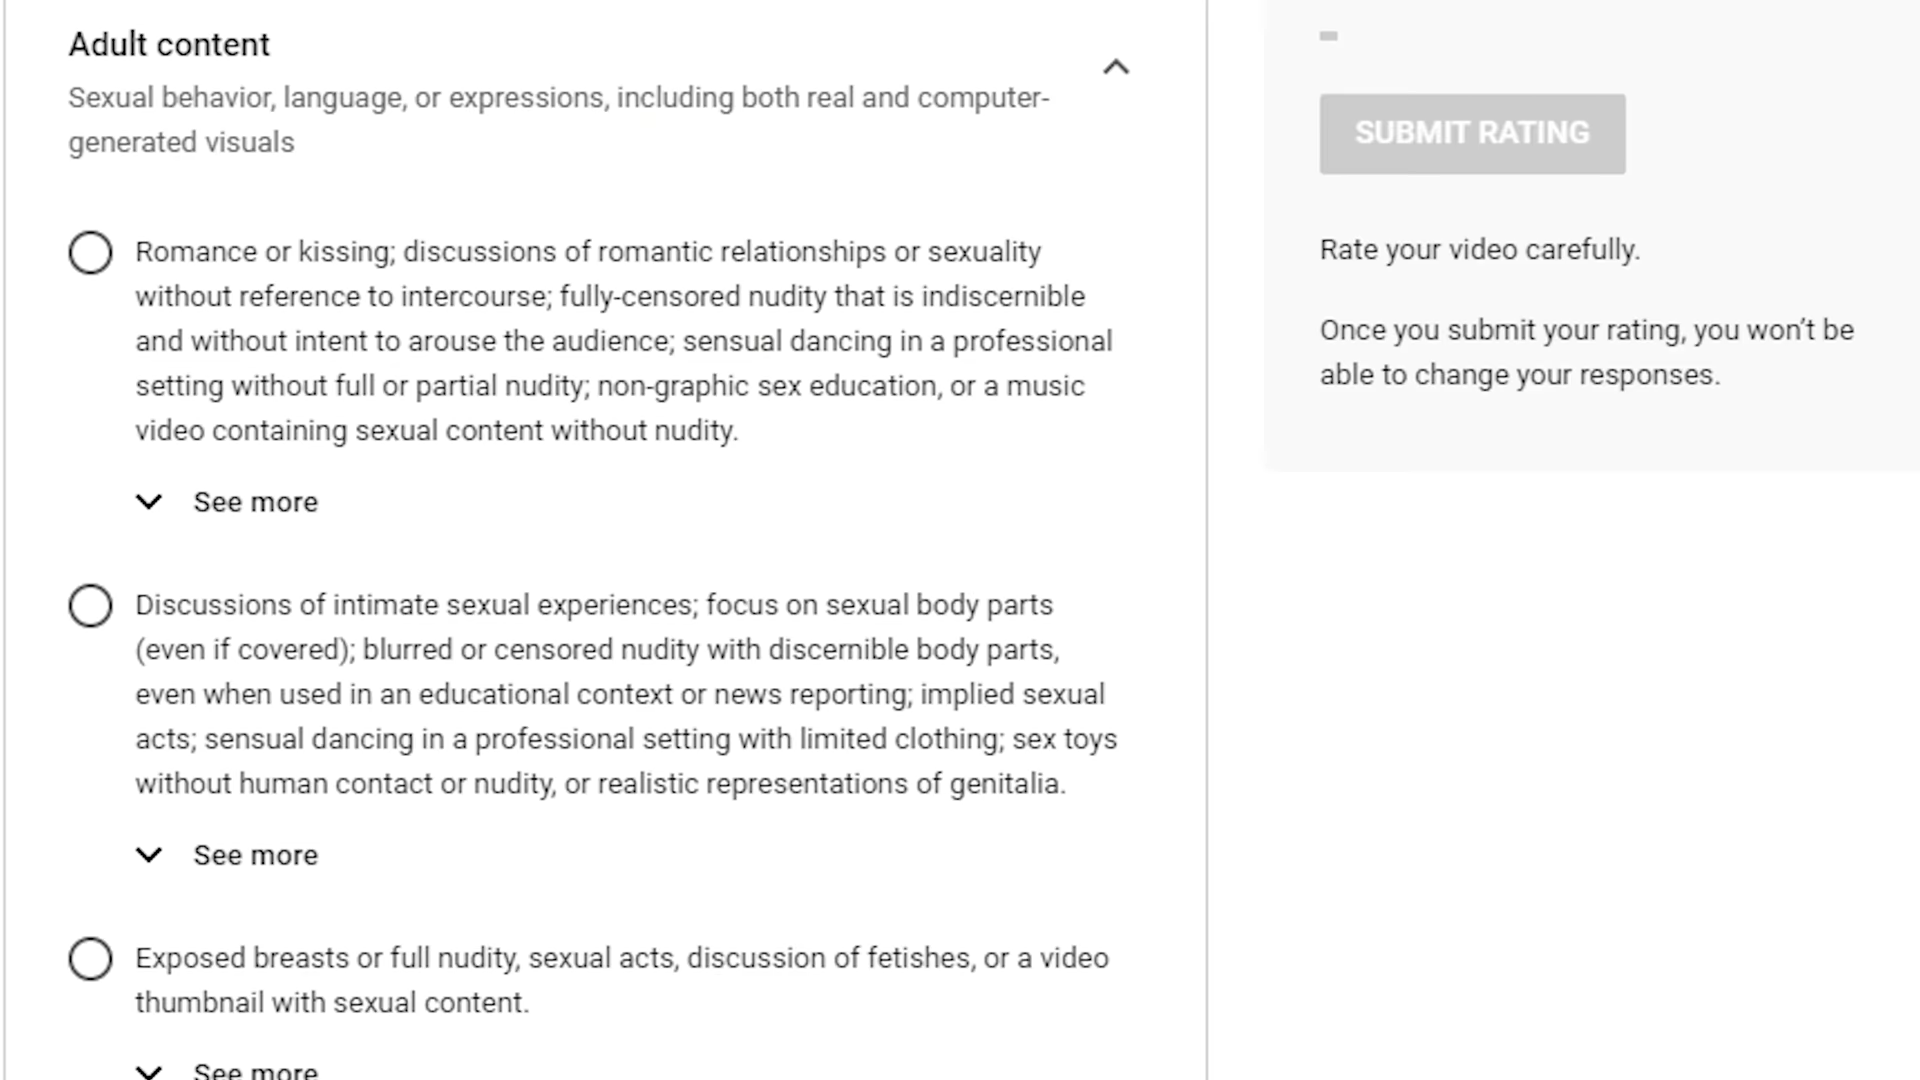 Adult content
Sexual behavior, language, or expressions, including both real and computer-
generated visuals
Romance or kissing; discussions of romantic relationships or sexuality
without reference to intercourse; fully-censored nudity that is indiscernible
and without intent to arouse the audience; sensual dancing in a professional
setting without full or partial nudity; non-graphic sex education, or a music
video containing sexual content without nudity.
See more
Discussions of intimate sexual experiences; focus on sexual body parts
(even if covered); blurred or censored nudity with discernible body parts,
even when used in an educational context or news reporting; implied sexual
acts; sensual dancing in a professional setting with limited clothing; sex toys
without human contact or nudity, or realistic representations of genitalia.
See more
Exposed breasts or full nudity, sexual acts, discussion of fetishes, or a video
thumbnail with sexual content.
See more
SUBMIT RATING
Rate your video carefully.
Once you submit your rating, you won't be
able to change your responses.